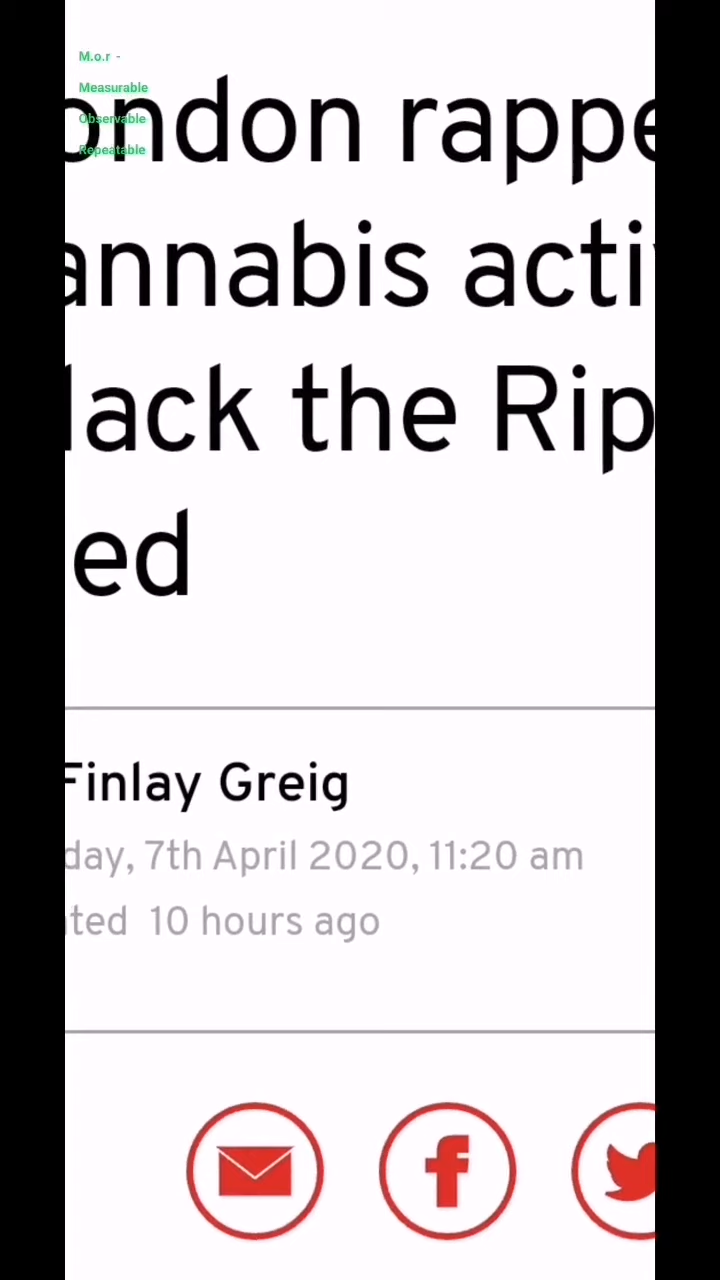 M.o.r -
Measurable
Observable
Repeatable
ondon rappe
annabis acti
lack the Rip
ed
Finlay Greig
day, 7th April 2020, 11:20 am
ted 10 hours ago